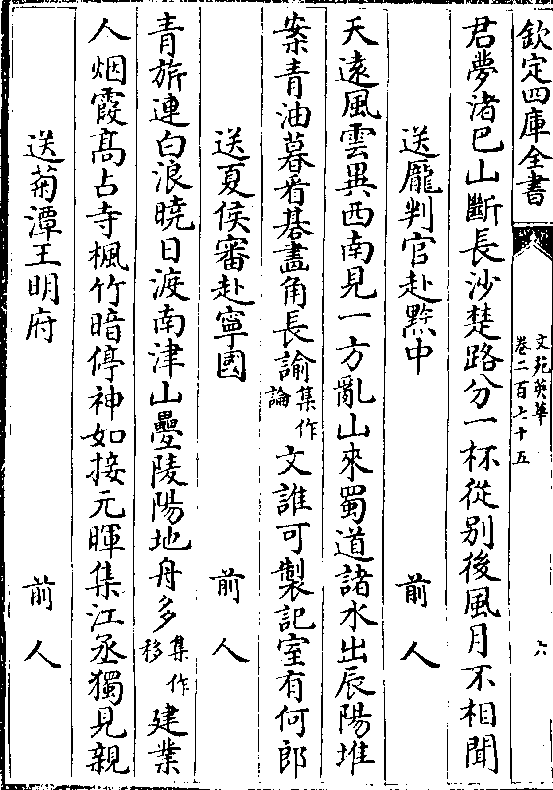 欽定四庫全書
文苑英華
卷二百七十五
六
君夢渚巴山斷長沙楚路分一杯從别後風月不相聞
送龐判官赴黔中 前人
天遠風雲異西南見一方亂山來蜀道諸水出辰陽堆
案青油暮看碁畫角長諭集作論文誰可製記室有何郎
送夏侯審赴寧國 前人
青旂連白浪曉日渡南津山疊陵陽地舟多集作移建業
人烟霞髙占寺楓竹暗停神如接元暉集江丞獨見親
送菊潭王明府 前人